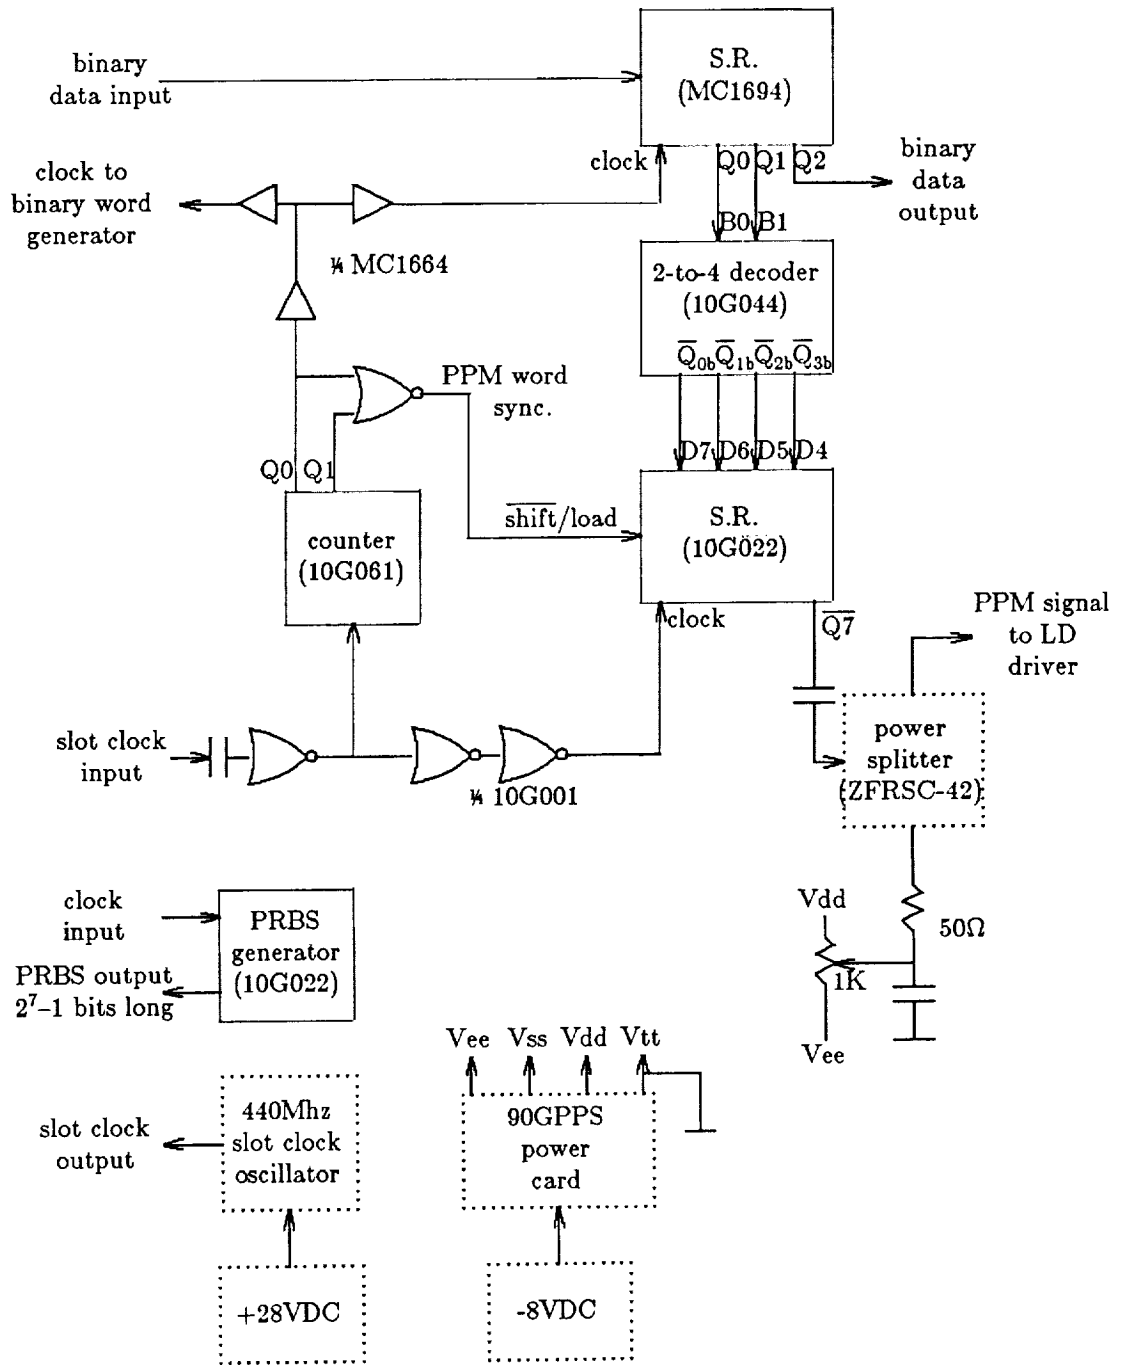 S.R.
(MC1694)
binary
data input
clock
Q0 Q1 Q2
binary
data
output
clock to
binary word
generator
B0 B1
¼ MC1664
2-to-4 decoder
(10G044)
Q̅0b Q̅1b Q̅2b Q̅3b
PPM word
sync.
D7 D6 D5 D4
Q0 Q1
counter
(10G061)
s̅h̅i̅f̅t̅/load
S.R.
(10G022)
clock
Q̅7̅
PPM signal
to LD
driver
slot clock
input
¼ 10G001
power
splitter
(ZFRSC-42)
clock
input
PRBS
generator
(10G022)
PRBS output
2⁷–1 bits long
Vdd
50Ω
1K
Vee
Vee Vss Vdd Vtt
slot clock
output
440Mhz
slot clock
oscillator
90GPPS
power
card
+28VDC
-8VDC